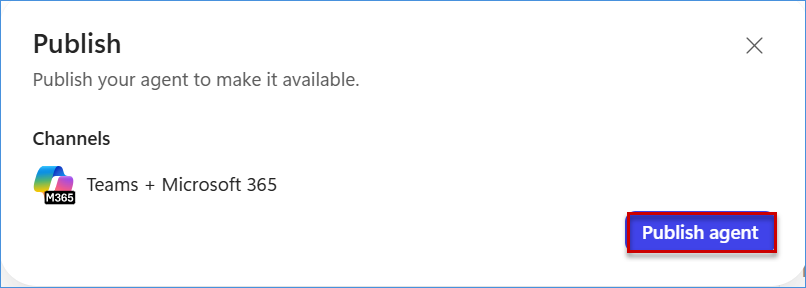 Publish
Publish your agent to make it available.
Channels
M365
Teams + Microsoft 365
Publish agent